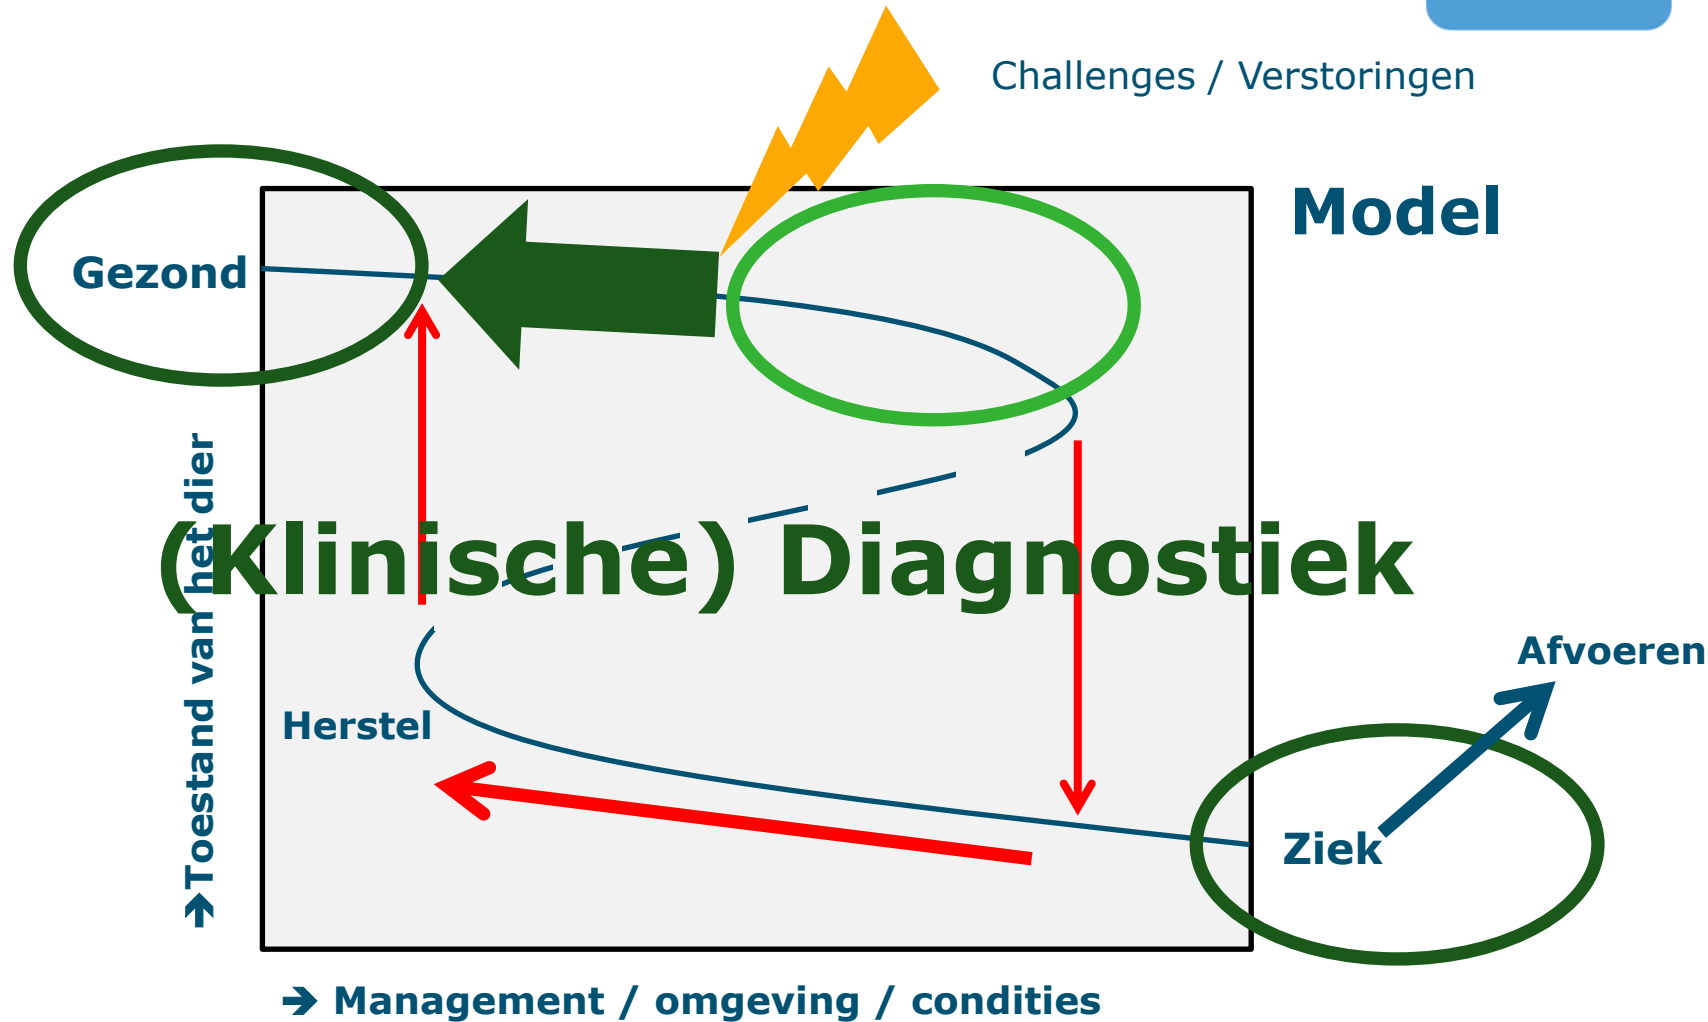 Challenges / Verstoringen
Model
Gezond
➔Toestand van het dier
(Klinische) Diagnostiek
Afvoeren
Herstel
Ziek
➔ Management / omgeving / condities